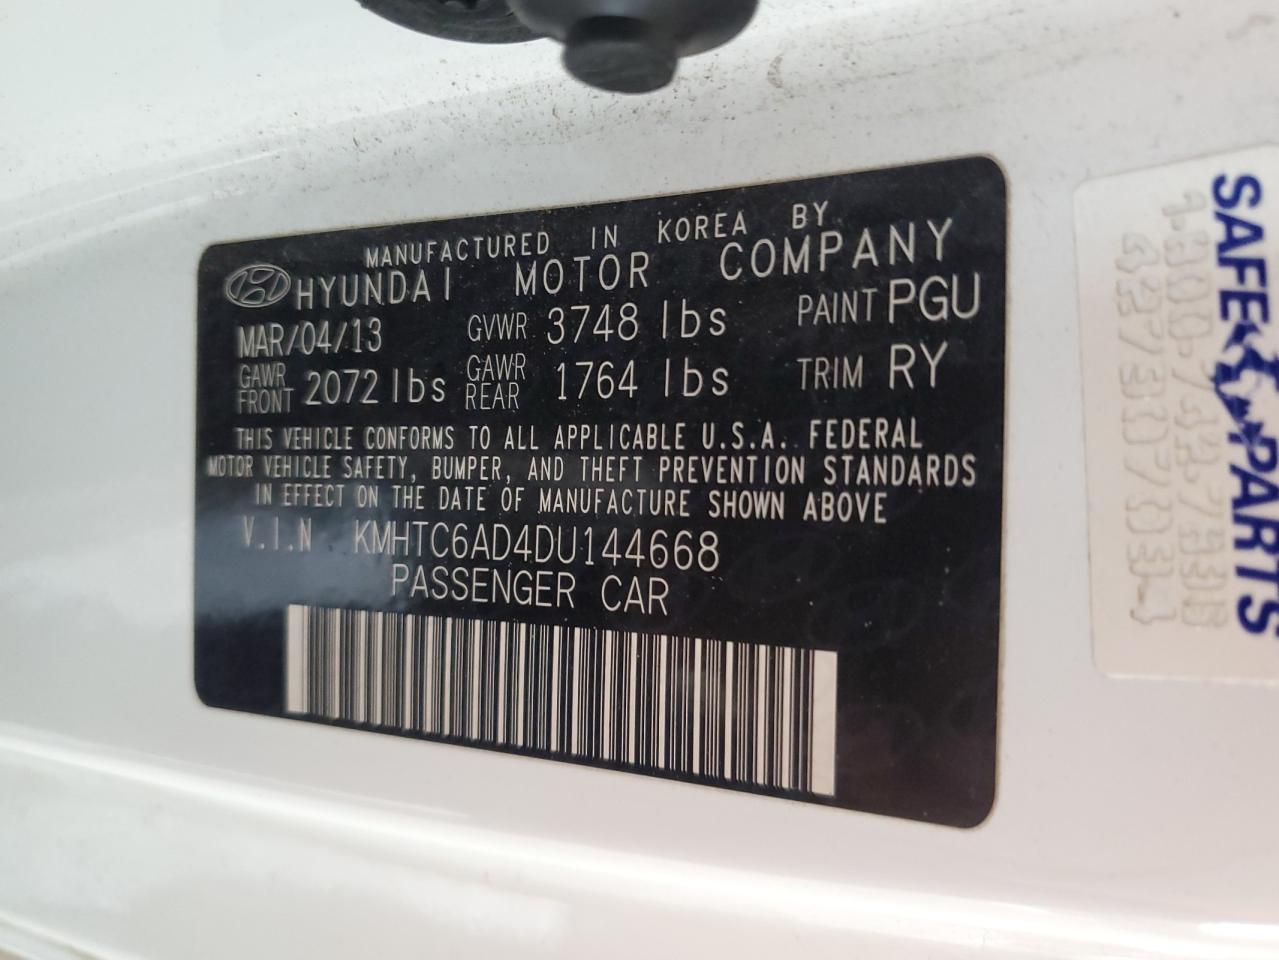 MANUFACTURED IN KOREA BY
HYUNDAI MOTOR COMPANY
MAR/04/13 GVWR 3748 lbs PAINT PGU
GAWR FRONT 2072 lbs GAWR REAR 1764 lbs TRIM RY
THIS VEHICLE CONFORMS TO ALL APPLICABLE U.S.A. FEDERAL
MOTOR VEHICLE SAFETY, BUMPER, AND THEFT PREVENTION STANDARDS
IN EFFECT ON THE DATE OF MANUFACTURE SHOWN ABOVE
V.I.N KMHTC6AD4DU144668
PASSENGER CAR
SAFE PARTS